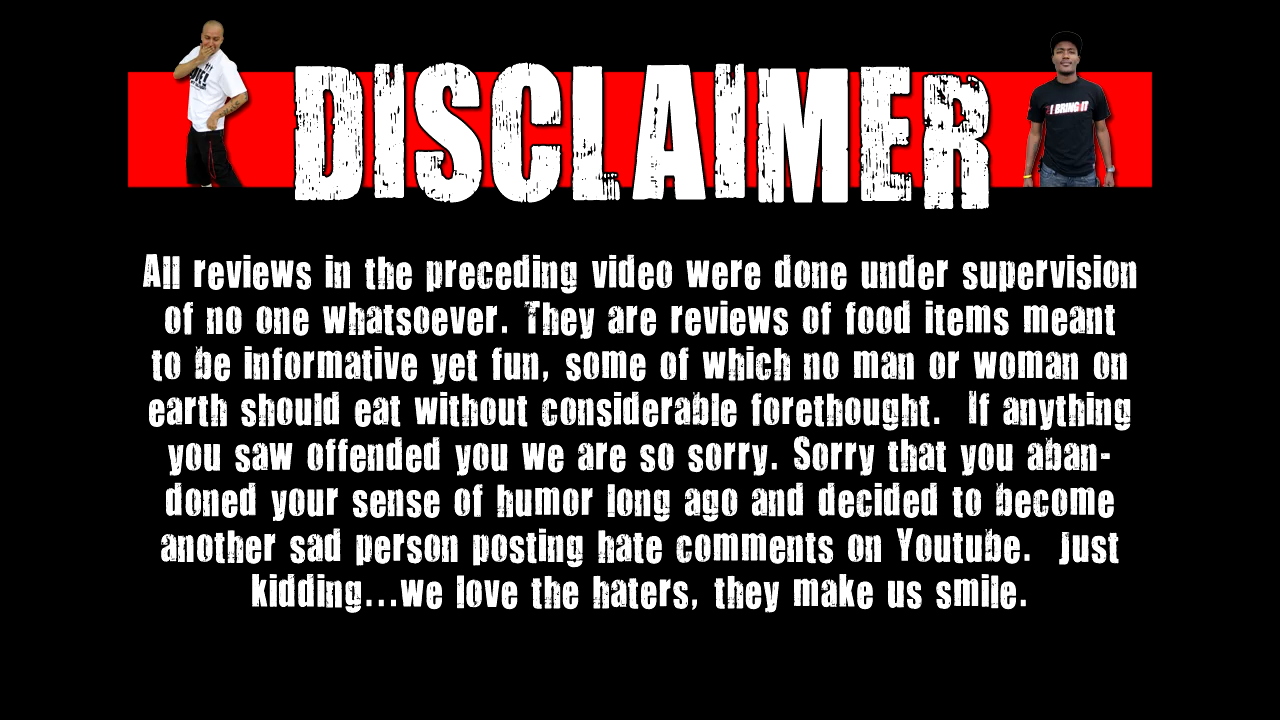 DISCLAIMER
I BRING IT
All reviews in the preceding video were done under supervision
of no one whatsoever. They are reviews of food items meant
to be informative yet fun, some of which no man or woman on
earth should eat without considerable forethought. If anything
you saw offended you we are so sorry. Sorry that you aban-
doned your sense of humor long ago and decided to become
another sad person posting hate comments on Youtube. Just
kidding...we love the haters, they make us smile.